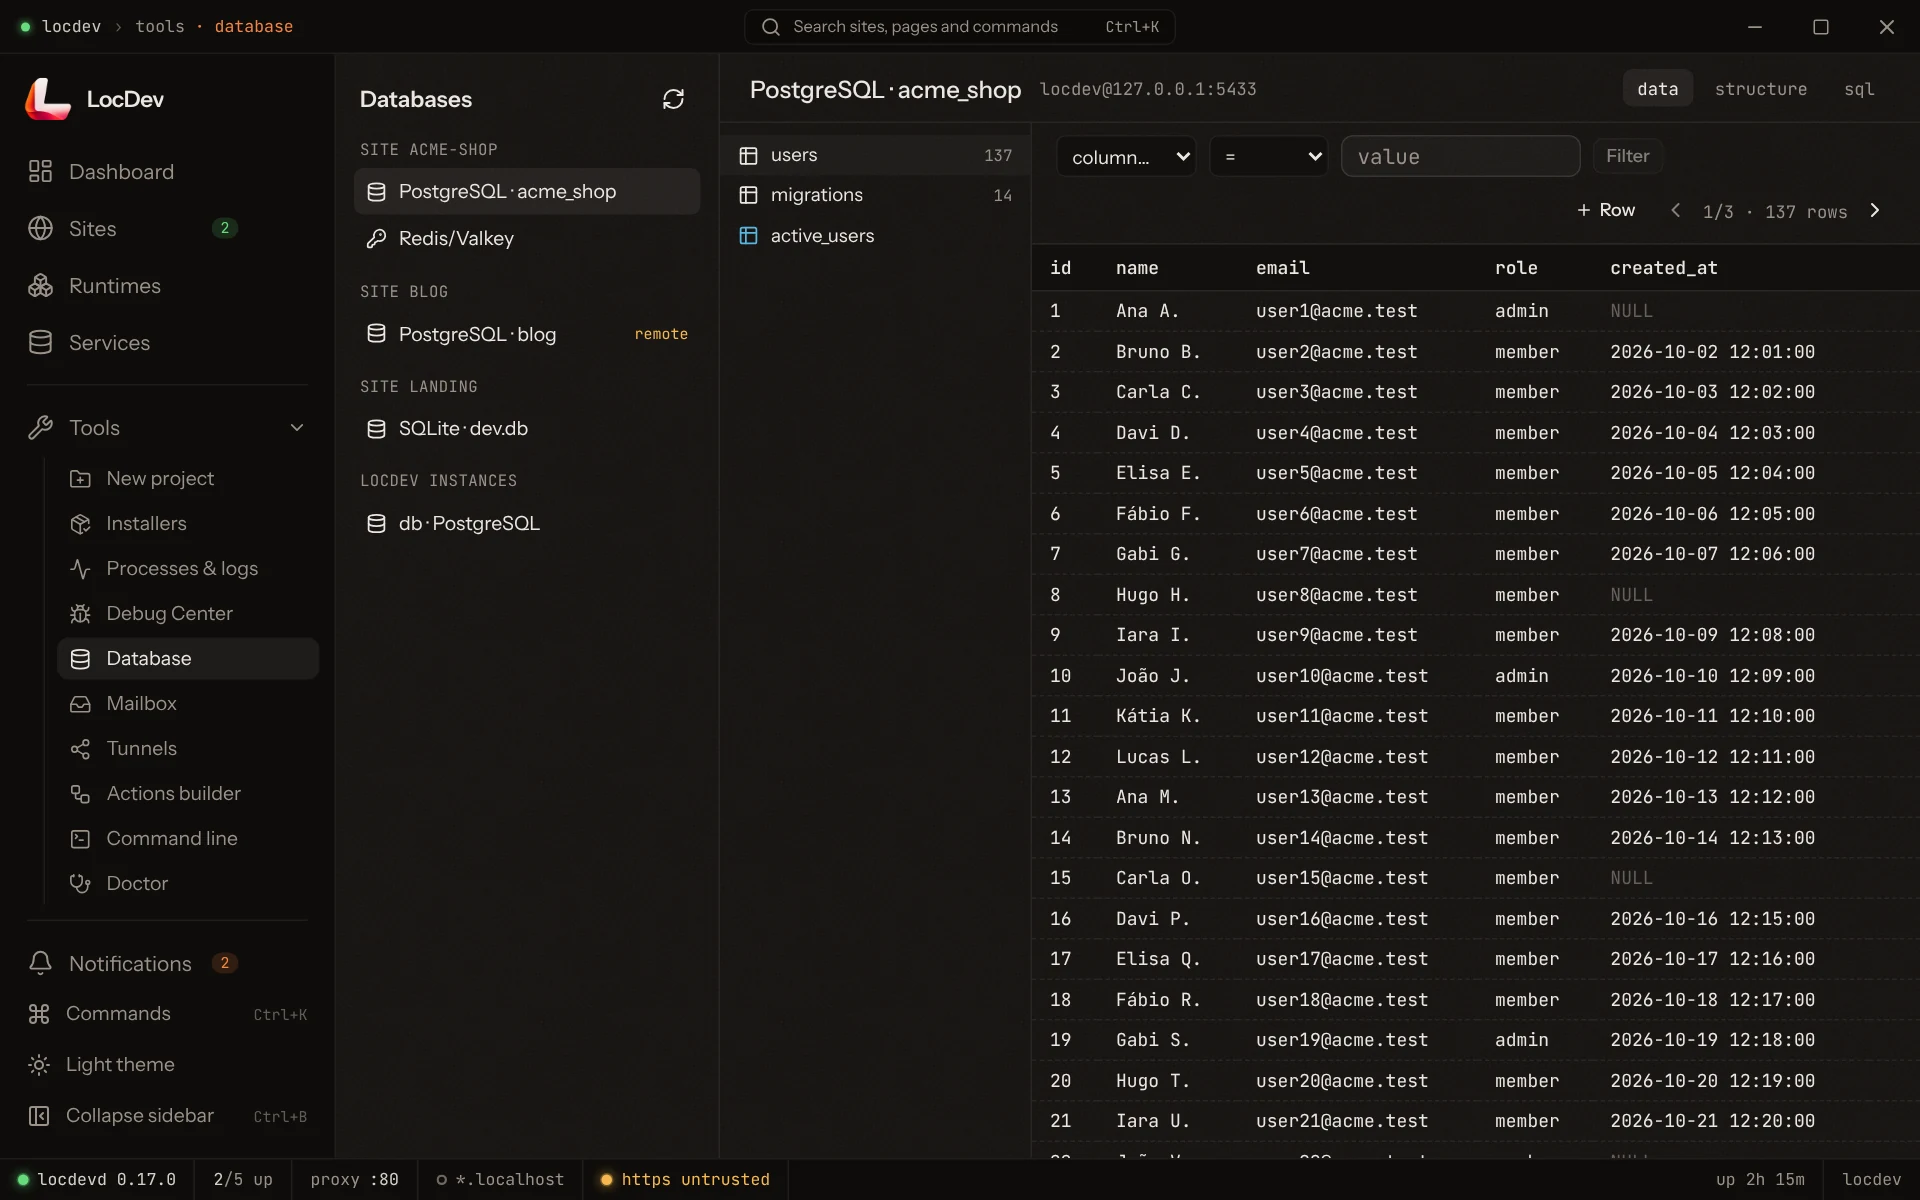 locdev › tools · database
Search sites, pages and commands Ctrl+K
LocDev
Dashboard
Sites 2
Runtimes
Services
Tools
New project
Installers
Processes & logs
Debug Center
Database
Mailbox
Tunnels
Actions builder
Command line
Doctor
Notifications 2
Commands Ctrl+K
Light theme
Collapse sidebar Ctrl+B
Databases
SITE ACME-SHOP
PostgreSQL · acme_shop
Redis/Valkey
SITE BLOG
PostgreSQL · blog remote
SITE LANDING
SQLite · dev.db
LOCDEV INSTANCES
db · PostgreSQL
PostgreSQL · acme_shop locdev@127.0.0.1:5433
data structure sql
users 137
migrations 14
active_users
column... = value Filter
+ Row 1/3 · 137 rows
id name email role created_at
1 Ana A. user1@acme.test admin NULL
2 Bruno B. user2@acme.test member 2026-10-02 12:01:00
3 Carla C. user3@acme.test member 2026-10-03 12:02:00
4 Davi D. user4@acme.test member 2026-10-04 12:03:00
5 Elisa E. user5@acme.test member 2026-10-05 12:04:00
6 Fábio F. user6@acme.test member 2026-10-06 12:05:00
7 Gabi G. user7@acme.test member 2026-10-07 12:06:00
8 Hugo H. user8@acme.test member NULL
9 Iara I. user9@acme.test member 2026-10-09 12:08:00
10 João J. user10@acme.test admin 2026-10-10 12:09:00
11 Kátia K. user11@acme.test member 2026-10-11 12:10:00
12 Lucas L. user12@acme.test member 2026-10-12 12:11:00
13 Ana M. user13@acme.test member 2026-10-13 12:12:00
14 Bruno N. user14@acme.test member 2026-10-14 12:13:00
15 Carla O. user15@acme.test member NULL
16 Davi P. user16@acme.test member 2026-10-16 12:15:00
17 Elisa Q. user17@acme.test member 2026-10-17 12:16:00
18 Fábio R. user18@acme.test member 2026-10-18 12:17:00
19 Gabi S. user19@acme.test admin 2026-10-19 12:18:00
20 Hugo T. user20@acme.test member 2026-10-20 12:19:00
21 Iara U. user21@acme.test member 2026-10-21 12:20:00
locdevd 0.17.0 2/5 up proxy :80 *.localhost https untrusted up 2h 15m locdev